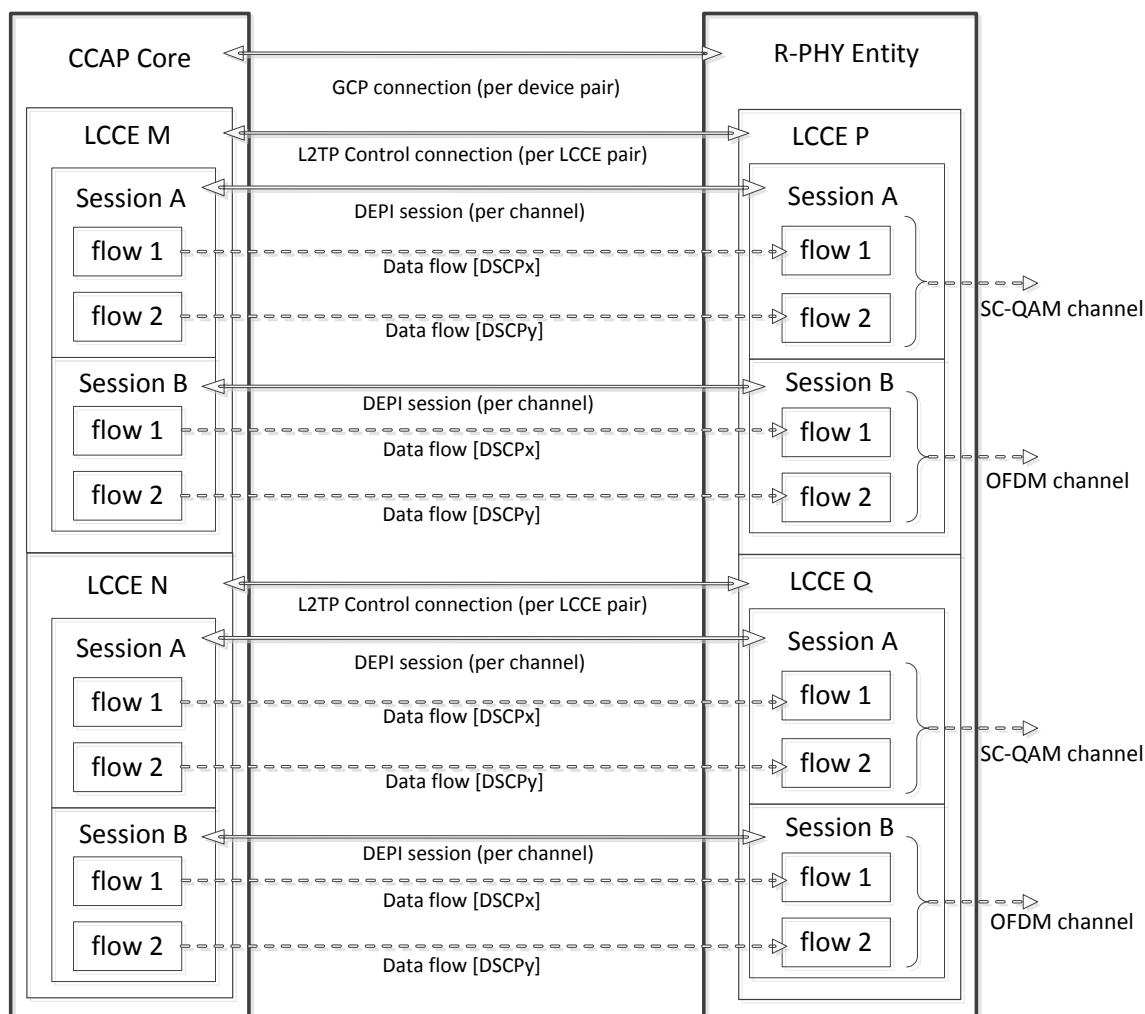 CCAP Core
R-PHY Entity
GCP connection (per device pair)
LCCE M
LCCE P
L2TP Control connection (per LCCE pair)
Session A
Session A
DEPI session (per channel)
flow 1
flow 1
Data flow [DSCPx]
SC-QAM channel
flow 2
flow 2
Data flow [DSCPy]
Session B
Session B
DEPI session (per channel)
flow 1
flow 1
Data flow [DSCPx]
OFDM channel
flow 2
flow 2
Data flow [DSCPy]
LCCE N
LCCE Q
L2TP Control connection (per LCCE pair)
Session A
Session A
DEPI session (per channel)
flow 1
flow 1
Data flow [DSCPx]
SC-QAM channel
flow 2
flow 2
Data flow [DSCPy]
Session B
Session B
DEPI session (per channel)
flow 1
flow 1
Data flow [DSCPx]
OFDM channel
flow 2
flow 2
Data flow [DSCPy]